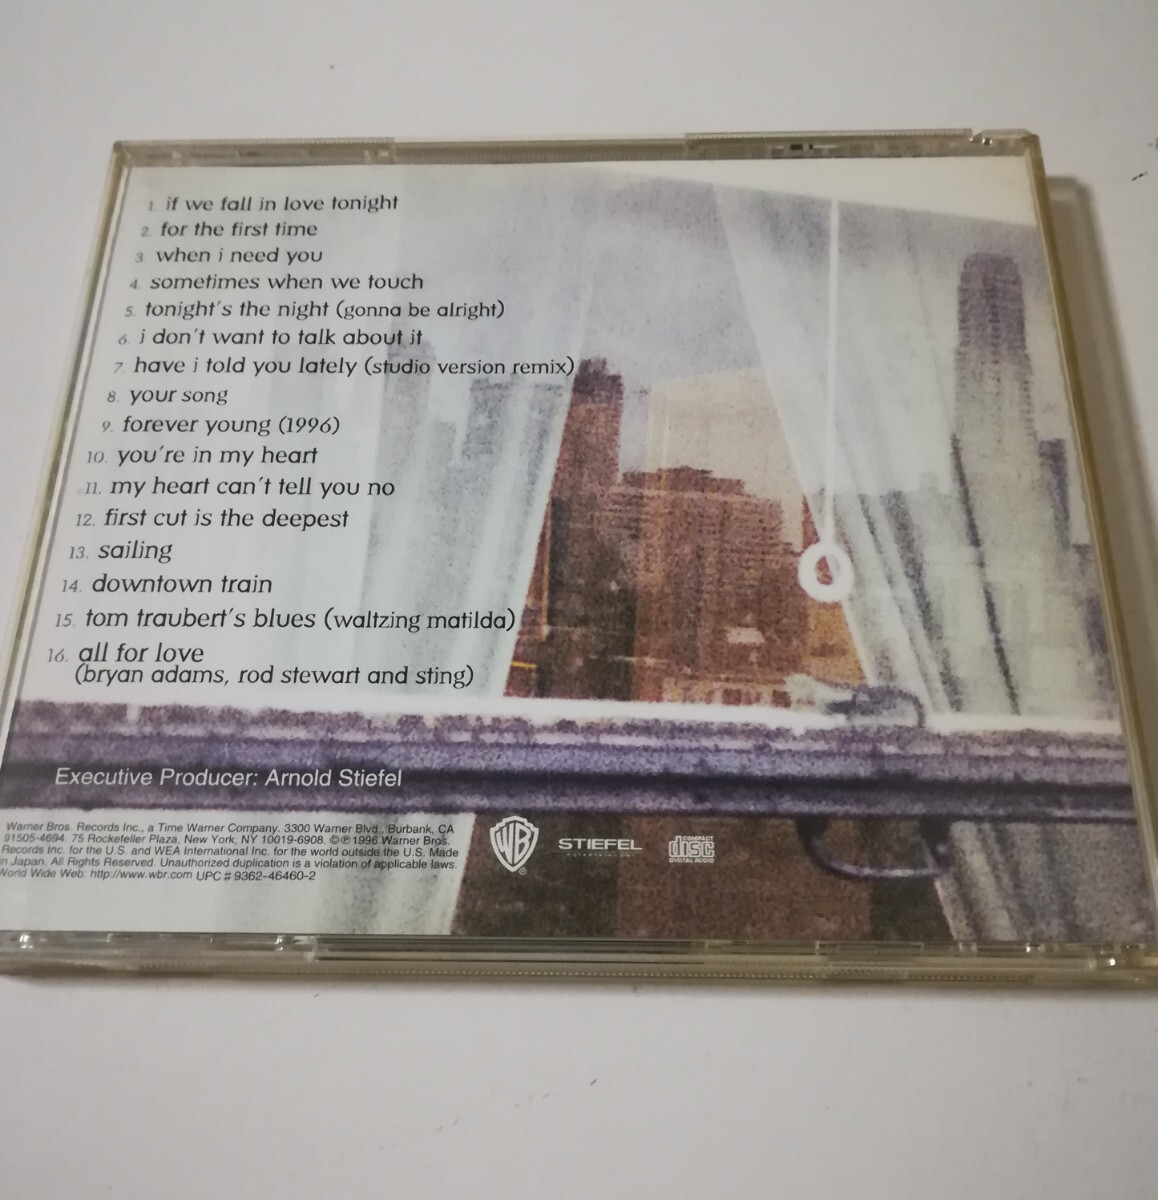 1. if we fall in love tonight
2. for the first time
3. when i need you
4. sometimes when we touch
5. tonight's the night (gonna be alright)
6. i don't want to talk about it
7. have i told you lately (studio version remix)
8. your song
9. forever young (1996)
10. you're in my heart
11. my heart can't tell you no
12. first cut is the deepest
13. sailing
14. downtown train
15. tom traubert's blues (waltzing matilda)
16. all for love
(bryan adams, rod stewart and sting)
Executive Producer: Arnold Stiefel
Warner Bros. Records Inc., a Time Warner Company. 3300 Warner Blvd., Burbank, CA
91505-4694. 75 Rockefeller Plaza, New York, NY 10019-6908. ©℗ 1996 Warner Bros.
Records Inc. for the U.S. and WEA International Inc. for the world outside the U.S. Made
in Japan. All Rights Reserved. Unauthorized duplication is a violation of applicable laws.
World Wide Web: http://www.wbr.com UPC # 9362-46460-2
WB
®
STIEFEL
ENTERTAINMENT
COMPACT
disc
DIGITAL AUDIO